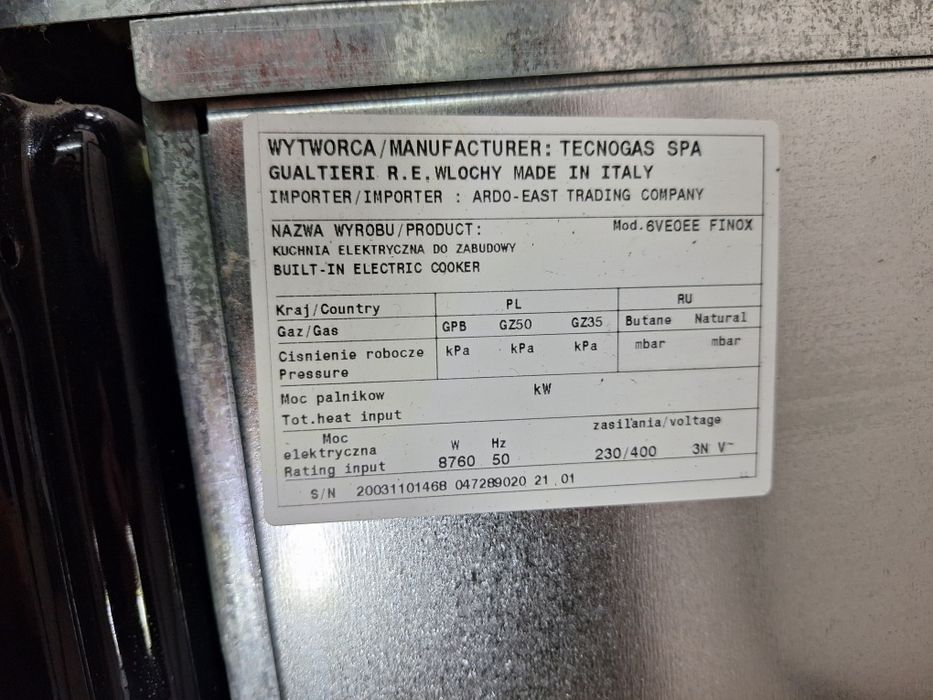 WYTWORCA/MANUFACTURER: TECNOGAS SPA
GUALTIERI R.E.WLOCHY MADE IN ITALY
IMPORTER/IMPORTER : ARDO-EAST TRADING COMPANY
NAZWA WYROBU/PRODUCT: Mod.6VEOEE FINOX
KUCHNIA ELEKTRYCZNA DO ZABUDOWY
BUILT-IN ELECTRIC COOKER
Kraj/Country PL RU
Gaz/Gas GPB GZ50 GZ35 Butane Natural
Cisnienie robocze kPa kPa kPa mbar mbar
Pressure
Moc palnikow kW
Tot.heat input
Moc zasilania/voltage
elektryczna W Hz
Rating input 8760 50 230/400 3N V~
S/N 20031101468 047289020 21 .01